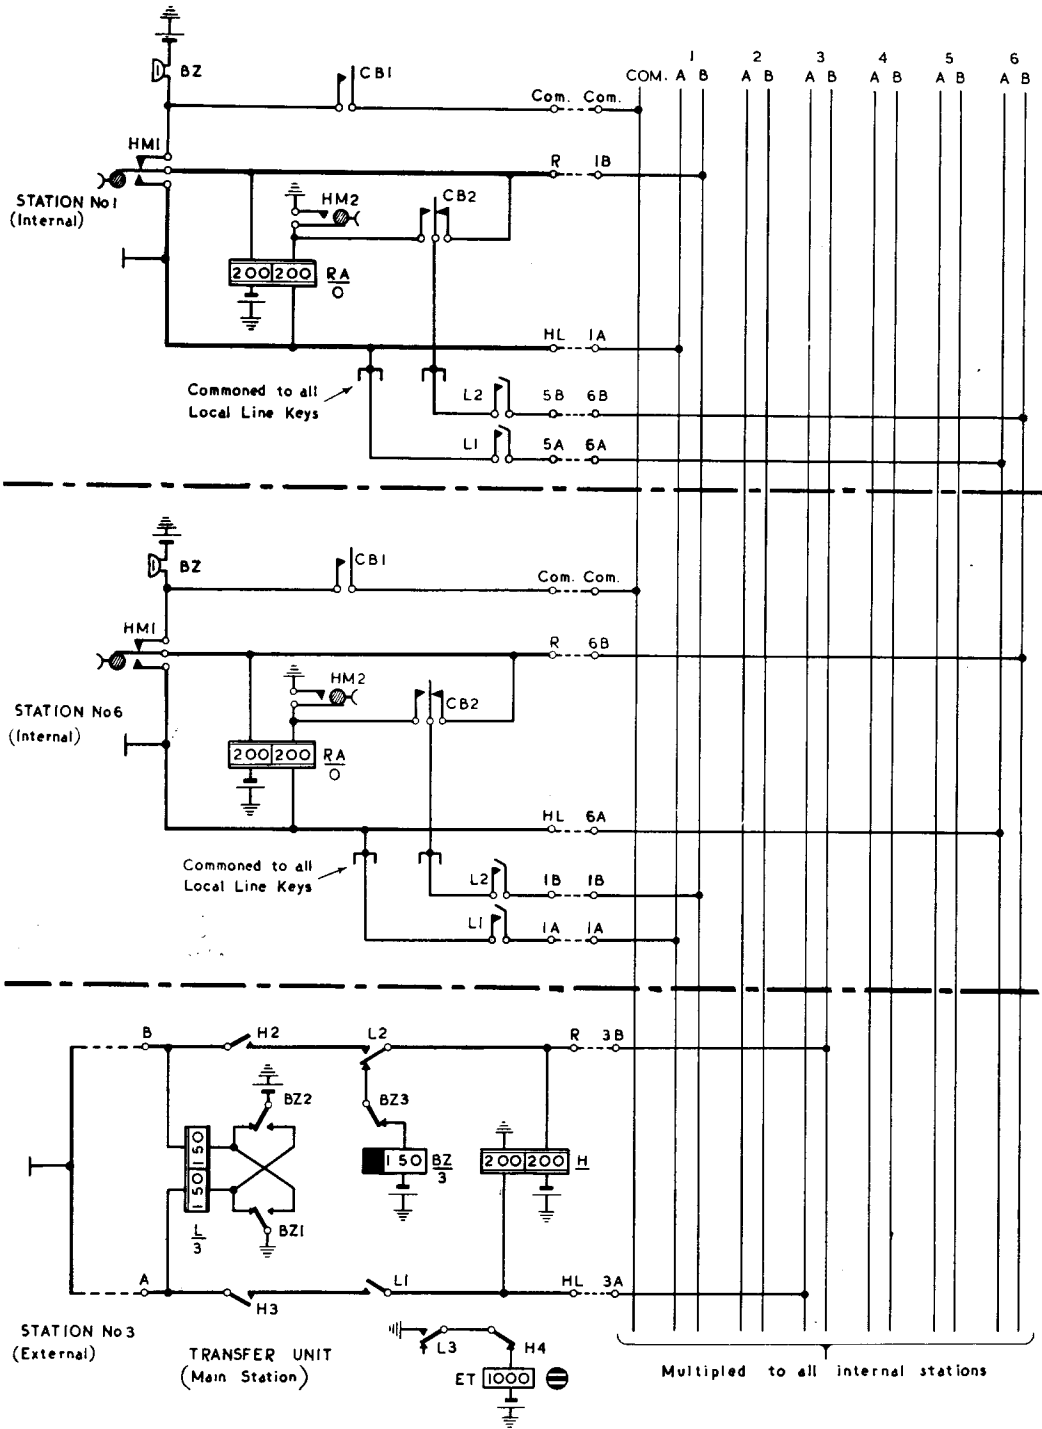 1 2 3 4 5 6
COM. A B A B A B A B A B A B
BZ
CB1
Com. Com.
HM1
R 1B
STATION No1
(Internal)
HM2
CB2
200 200
RA
0
HL 1A
Commoned to all
Local Line Keys
L2 5B 6B
L1 5A 6A
BZ
CB1
Com. Com.
HM1
R 6B
HM2
CB2
STATION No6
(Internal)
200 200
RA
0
HL 6A
Commoned to all
Local Line Keys
L2 1B 1B
L1 1A 1A
B
H2
L2
R 3B
BZ2
BZ3
150
150
L
3
150
BZ
3
200 200
H
BZ1
A
H3
L1
HL 3A
STATION No3
(External)
TRANSFER UNIT
(Main Station)
L3
H4
ET 1000
Multipled to all internal stations